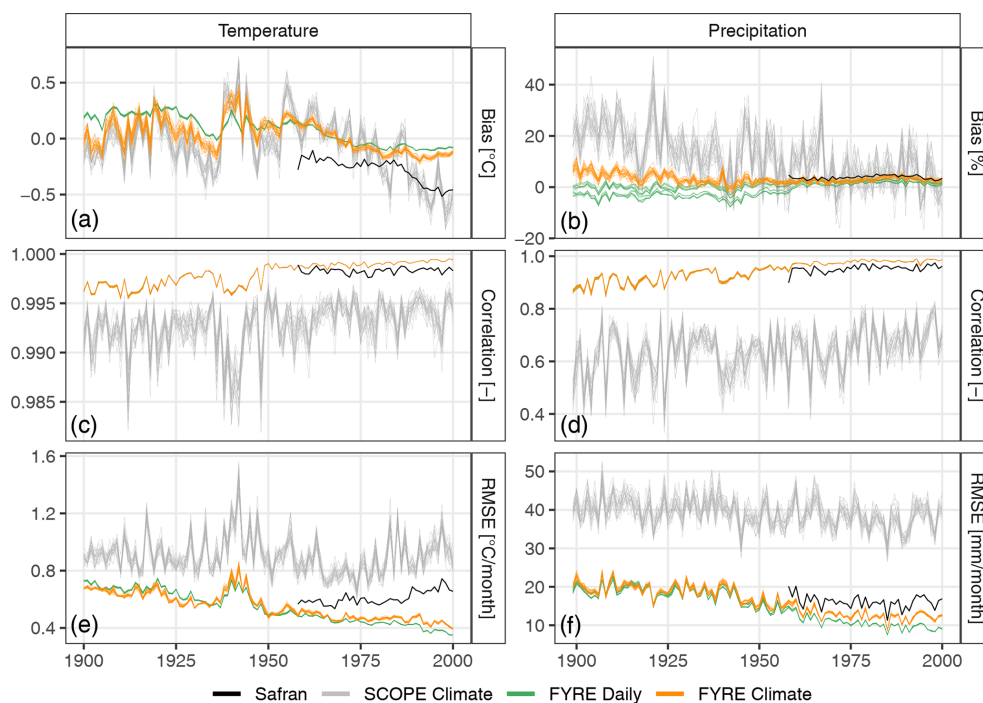 Temperature
Precipitation
0.5
0.0
−0.5
(a)
Bias [°C]
40
20
0
−20
(b)
Bias [%]
1.000
0.995
0.990
0.985
(c)
Correlation [−]
1.0
0.8
0.6
0.4
(d)
Correlation [−]
1.6
1.2
0.8
0.4
(e)
RMSE [°C/month]
50
40
30
20
10
(f)
RMSE [mm/month]
1900 1925 1950 1975 2000
1900 1925 1950 1975 2000
Safran SCOPE Climate FYRE Daily FYRE Climate